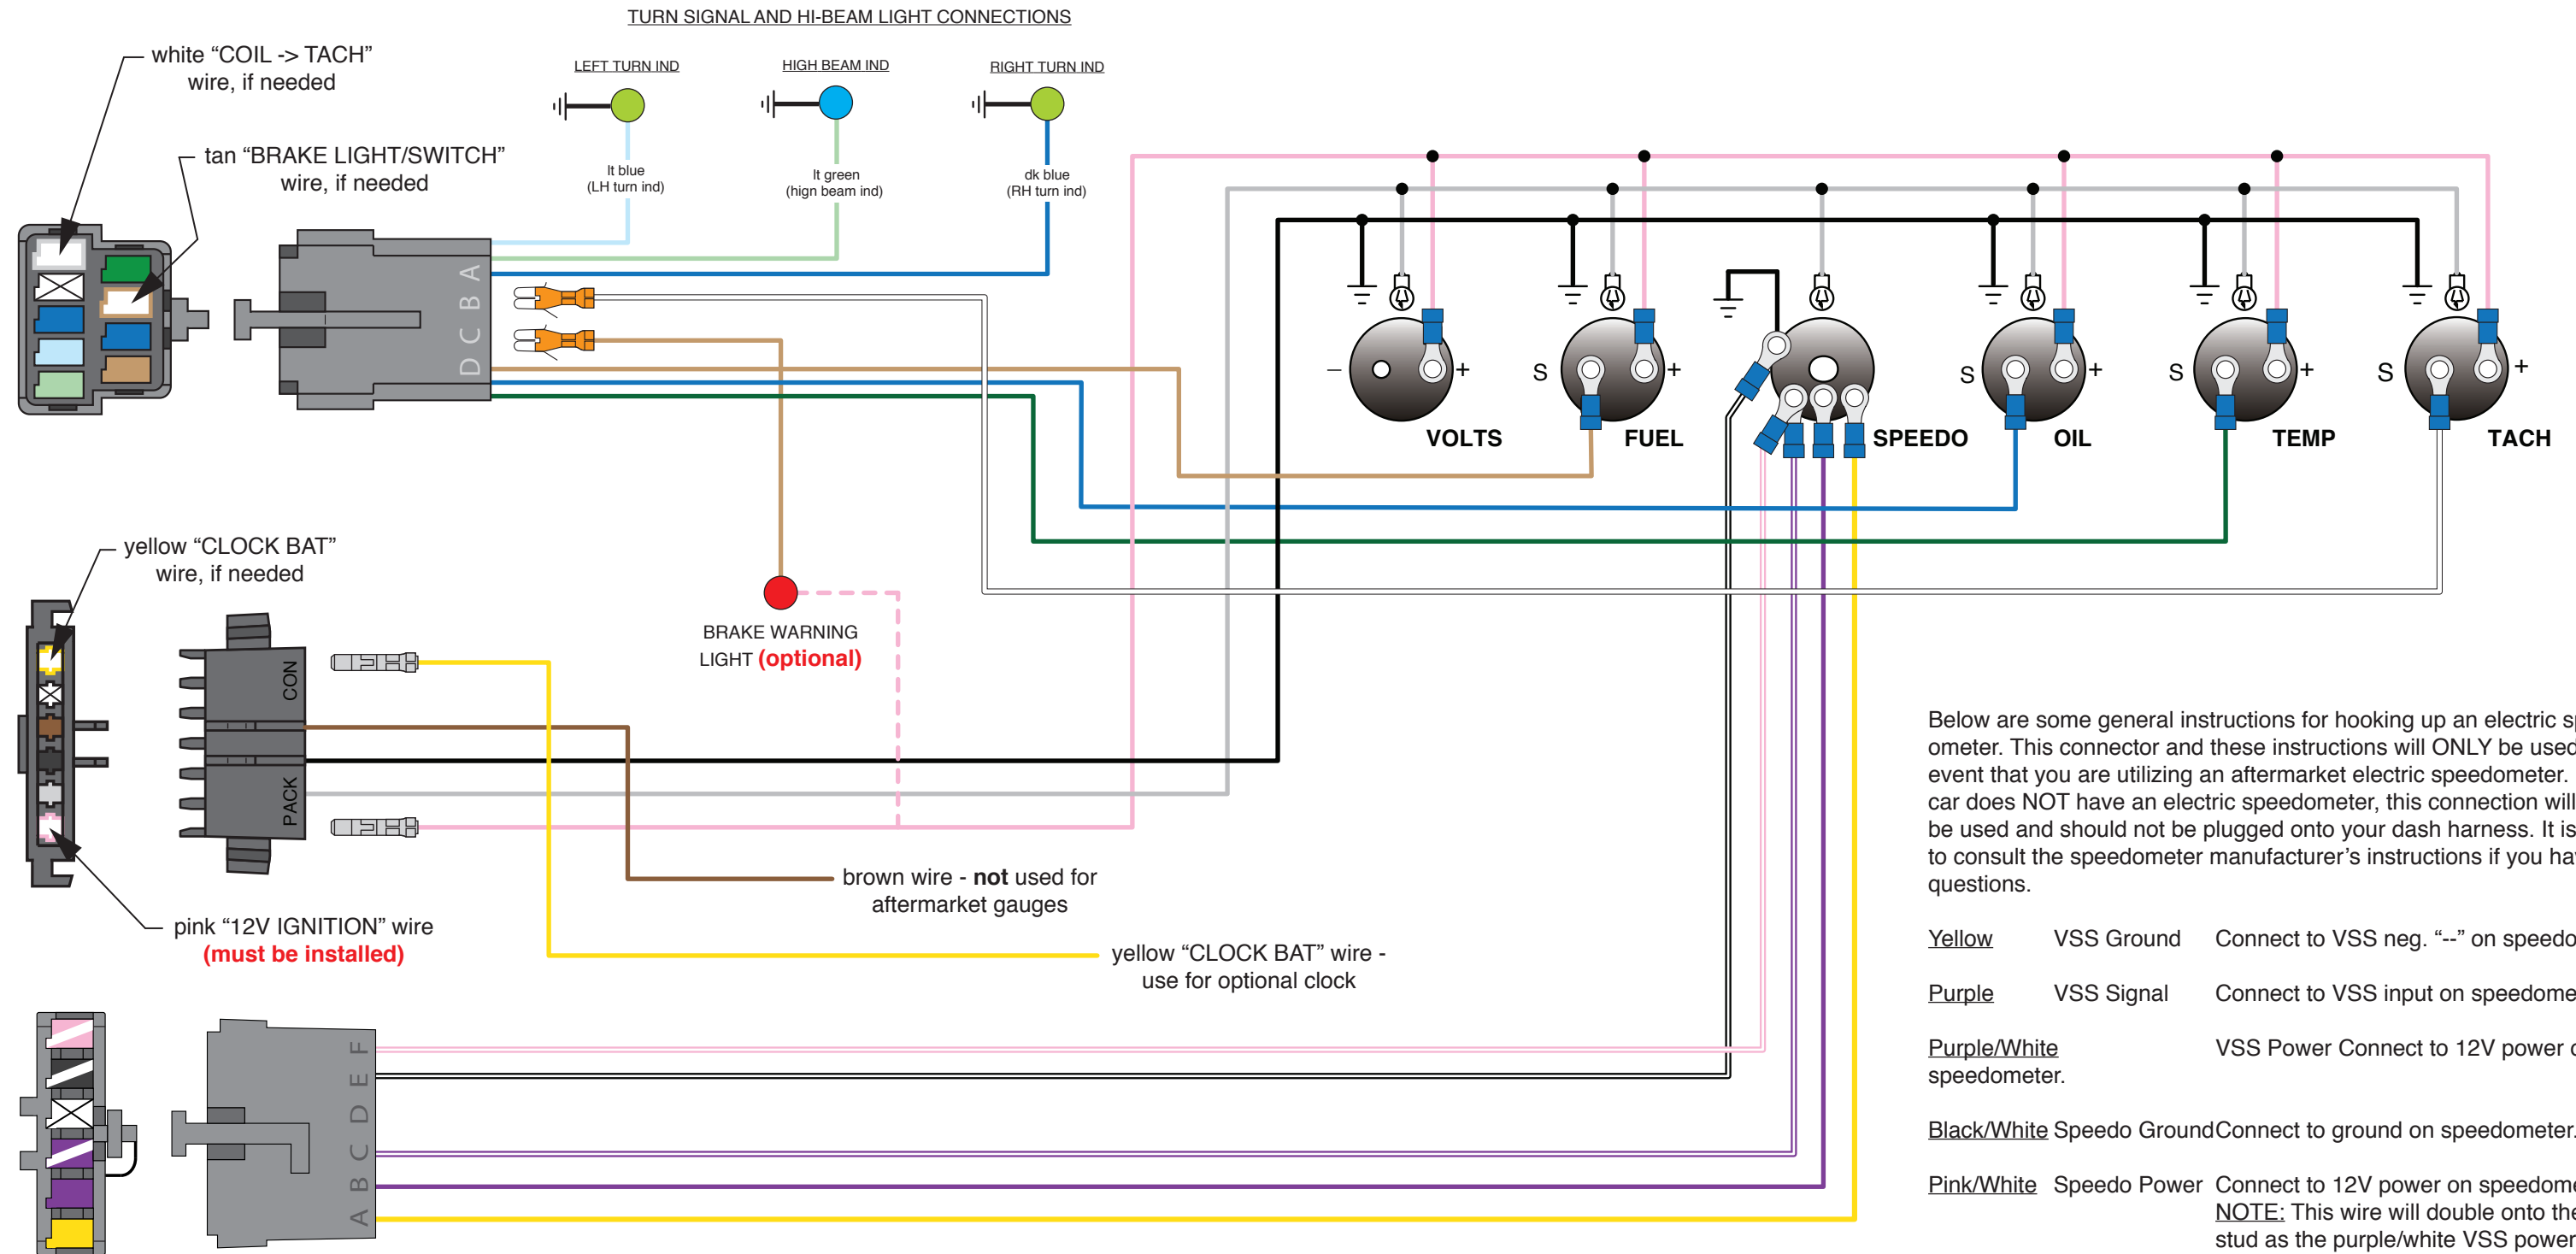 TURN SIGNAL AND HI-BEAM LIGHT CONNECTIONS
white “COIL -> TACH”
wire, if needed
LEFT TURN IND
HIGH BEAM IND
RIGHT TURN IND
tan “BRAKE LIGHT/SWITCH”
wire, if needed
lt blue
(LH turn ind)
lt green
(hign beam ind)
dk blue
(RH turn ind)
D C B A
–
+
VOLTS
S
+
FUEL
SPEEDO
S
+
OIL
S
+
TEMP
S
+
TACH
yellow “CLOCK BAT”
wire, if needed
BRAKE WARNING
LIGHT (optional)
CON
PACK
brown wire - not used for
aftermarket gauges
pink “12V IGNITION” wire
(must be installed)
yellow “CLOCK BAT” wire -
use for optional clock
A B C D E F
Below are some general instructions for hooking up an electric sp
ometer. This connector and these instructions will ONLY be used
event that you are utilizing an aftermarket electric speedometer.
car does NOT have an electric speedometer, this connection will
be used and should not be plugged onto your dash harness. It is
to consult the speedometer manufacturer’s instructions if you ha
questions.
Yellow VSS Ground Connect to VSS neg. “--” on speedo
Purple VSS Signal Connect to VSS input on speedome
Purple/White VSS Power Connect to 12V power o
speedometer.
Black/White Speedo Ground Connect to ground on speedometer.
Pink/White Speedo Power Connect to 12V power on speedome
NOTE: This wire will double onto the
stud as the purple/white VSS power